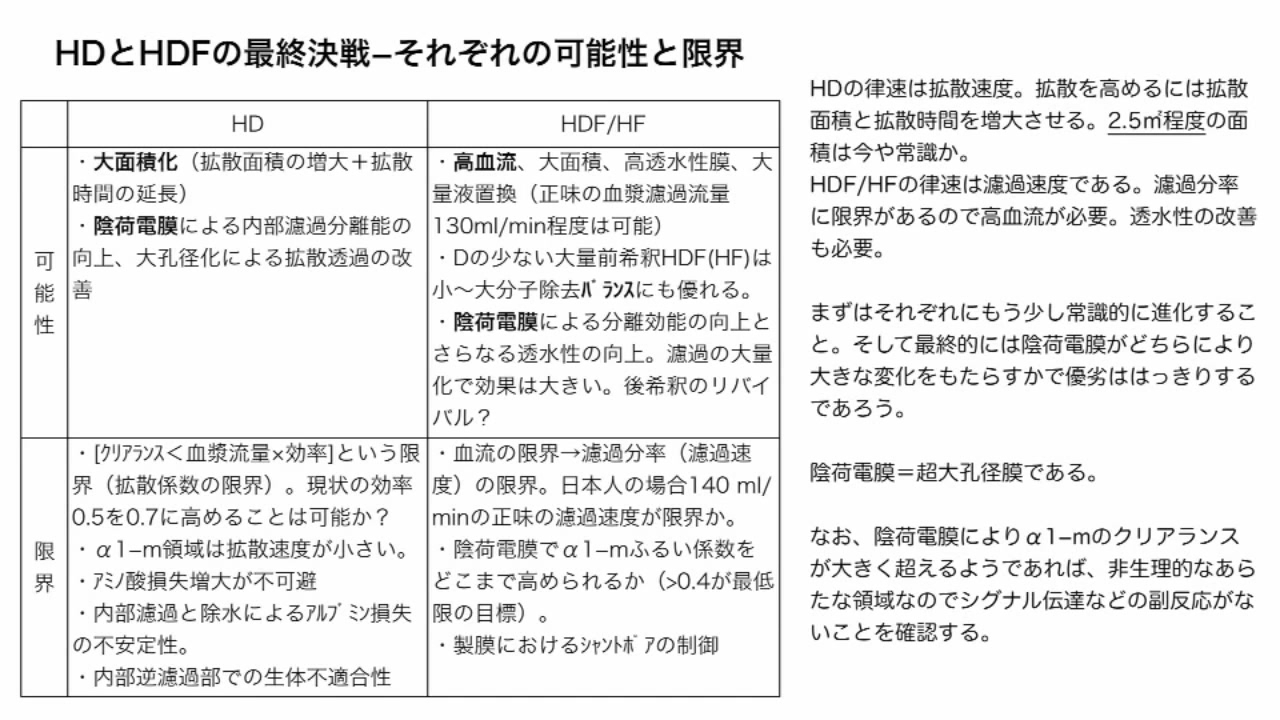 HDとHDFの最終決戦–それぞれの可能性と限界
HD
HDF/HF
可
能
性
・大面積化（拡散面積の増大＋拡散
時間の延長）
・陰荷電膜による内部濾過分離能の
向上、大孔径化による拡散透過の改
善
・高血流、大面積、高透水性膜、大
量液置換（正味の血漿濾過流量
130ml/min程度は可能）
・Dの少ない大量前希釈HDF(HF)は
小〜大分子除去ﾊﾞﾗﾝｽにも優れる。
・陰荷電膜による分離効能の向上と
さらなる透水性の向上。濾過の大量
化で効果は大きい。後希釈のリバイ
バル？
限
界
・[ｸﾘｱﾗﾝｽ＜血漿流量×効率]という限
界（拡散係数の限界）。現状の効率
0.5を0.7に高めることは可能か？
・α1–m領域は拡散速度が小さい。
・ｱﾐﾉ酸損失増大が不可避
・内部濾過と除水によるｱﾙﾌﾞﾐﾝ損失
の不安定性。
・内部逆濾過部での生体不適合性
・血流の限界→濾過分率（濾過速
度）の限界。日本人の場合140 ml/
minの正味の濾過速度が限界か。
・陰荷電膜でα1–mふるい係数を
どこまで高められるか（>0.4が最低
限の目標）。
・製膜におけるｼｬﾝﾄﾎﾟｱの制御
HDの律速は拡散速度。拡散を高めるには拡散
面積と拡散時間を増大させる。2.5㎡程度の面
積は今や常識か。
HDF/HFの律速は濾過速度である。濾過分率
に限界があるので高血流が必要。透水性の改善
も必要。
まずはそれぞれにもう少し常識的に進化するこ
と。そして最終的には陰荷電膜がどちらにより
大きな変化をもたらすかで優劣ははっきりする
であろう。
陰荷電膜＝超大孔径膜である。
なお、陰荷電膜によりα1–mのクリアランス
が大きく超えるようであれば、非生理的なあら
たな領域なのでシグナル伝達などの副反応がな
いことを確認する。